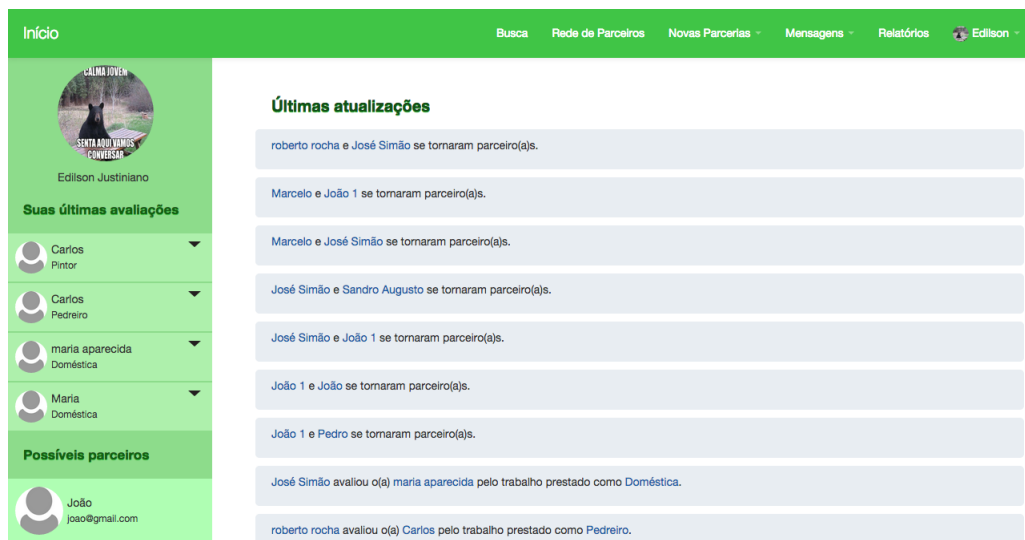 Início
Busca
Rede de Parceiros
Novas Parcerias
Mensagens
Relatórios
Edilson
CALMA JOVEM
SENTA AQUI VAMOS
CONVERSAR
Edilson Justiniano
Suas últimas avaliações
Carlos
Pintor
Carlos
Pedreiro
maria aparecida
Doméstica
Maria
Doméstica
Possíveis parceiros
João
joao@gmail.com
Últimas atualizações
roberto rocha e José Simão se tornaram parceiro(a)s.
Marcelo e João 1 se tornaram parceiro(a)s.
Marcelo e José Simão se tornaram parceiro(a)s.
José Simão e Sandro Augusto se tornaram parceiro(a)s.
José Simão e João 1 se tornaram parceiro(a)s.
João 1 e João se tornaram parceiro(a)s.
João 1 e Pedro se tornaram parceiro(a)s.
José Simão avaliou o(a) maria aparecida pelo trabalho prestado como Doméstica.
roberto rocha avaliou o(a) Carlos pelo trabalho prestado como Pedreiro.